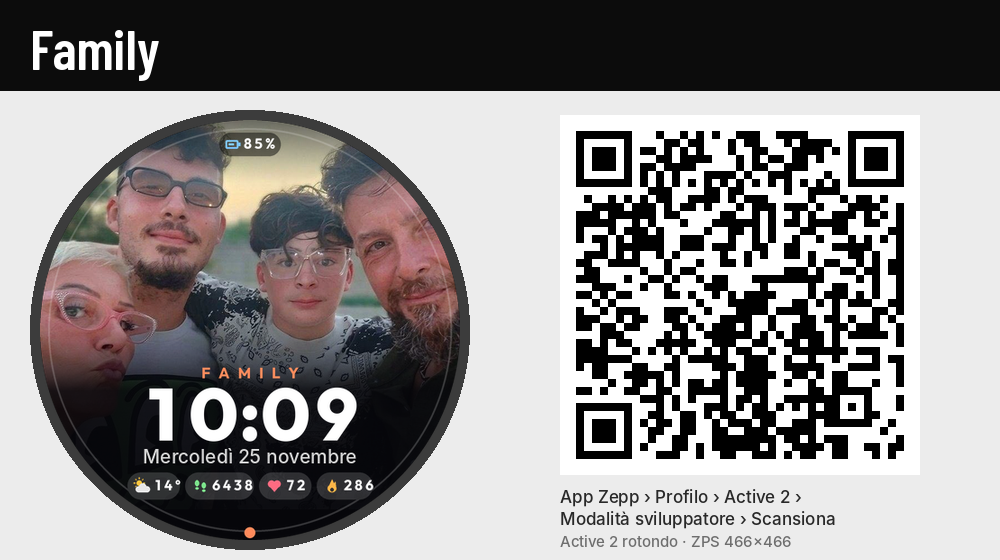 Family
85%
FAMILY
10:09
Mercoledì 25 novembre
14° 6438 72 286
App Zepp › Profilo › Active 2 ›
Modalità sviluppatore › Scansiona
Active 2 rotondo · ZPS 466×466